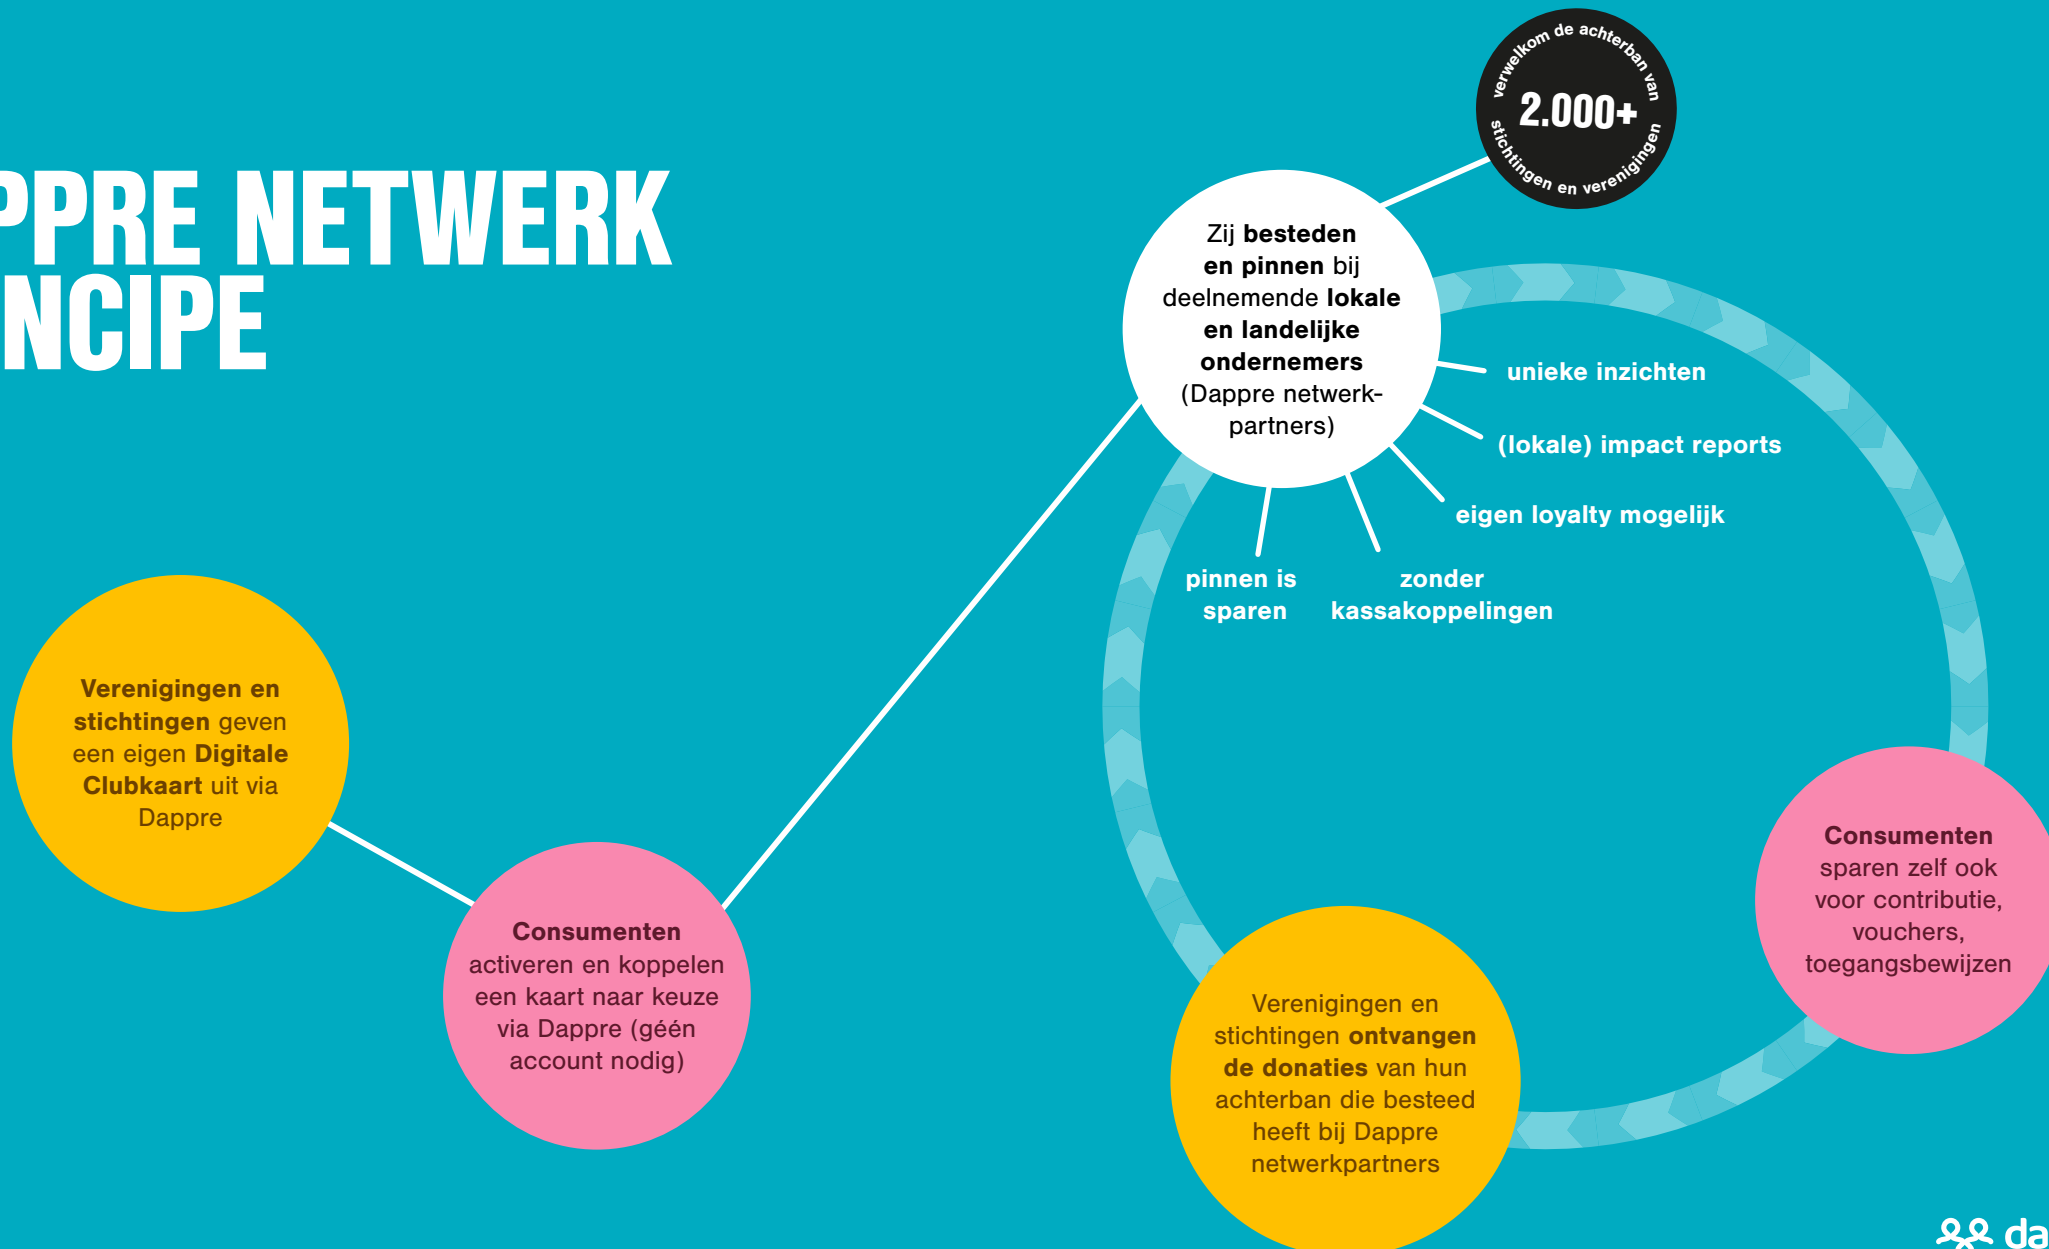 PPRE NETWERK
NCIPE
verwelkom de achterban van
2.000+
stichtingen en verenigingen
Zij besteden
en pinnen bij
deelnemende lokale
en landelijke
ondernemers
(Dappre netwerk-
partners)
unieke inzichten
(lokale) impact reports
eigen loyalty mogelijk
pinnen is
sparen
zonder
kassakoppelingen
Verenigingen en
stichtingen geven
een eigen Digitale
Clubkaart uit via
Dappre
Consumenten
activeren en koppelen
een kaart naar keuze
via Dappre (géén
account nodig)
Consumenten
sparen zelf ook
voor contributie,
vouchers,
toegangsbewijzen
Verenigingen en
stichtingen ontvangen
de donaties van hun
achterban die besteed
heeft bij Dappre
netwerkpartners
da